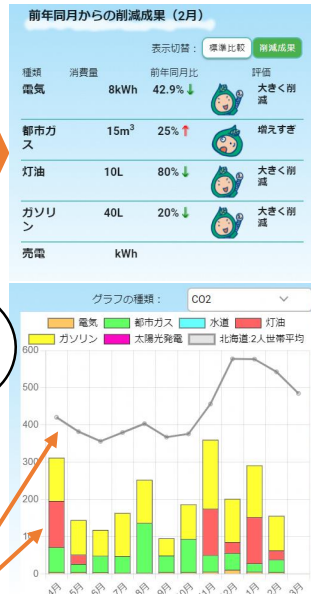 前年同月からの削減成果（2月）
表示切替： 標準比較 削減成果
種類 消費量 前年同月比 評価
電気 8kWh 42.9%⬇ 大きく削
減
都市ガ 15m³ 25%⬆ 増えすぎ
ス
灯油 10L 80%⬇ 大きく削
減
ガソリ 40L 20%⬇ 大きく削
ン 減
売電 kWh
グラフの種類： CO2
電気 都市ガス 水道 灯油
ガソリン 太陽光発電 北海道:2人世帯平均
600
500
400
300
200
100
0
4月 5月 6月 7月 8月 9月 10月 11月 12月 1月 2月 3月